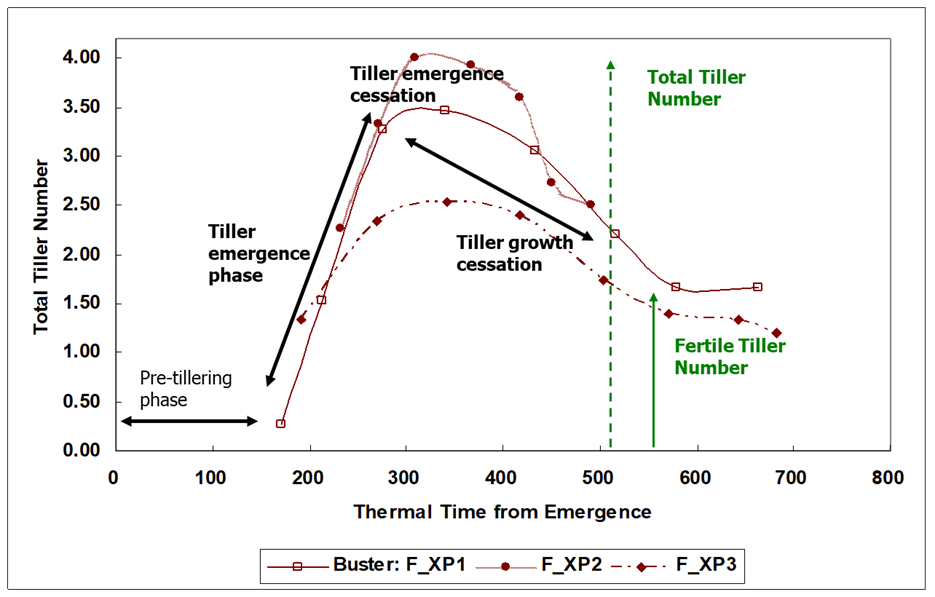 4.00
3.50
3.00
2.50
2.00
1.50
1.00
0.50
0.00
Total Tiller Number
Tiller emergence
cessation
Total Tiller
Number
Tiller
emergence
phase
Tiller growth
cessation
Pre-tillering
phase
Fertile Tiller
Number
0 100 200 300 400 500 600 700 800
Thermal Time from Emergence
Buster: F_XP1 F_XP2 F_XP3